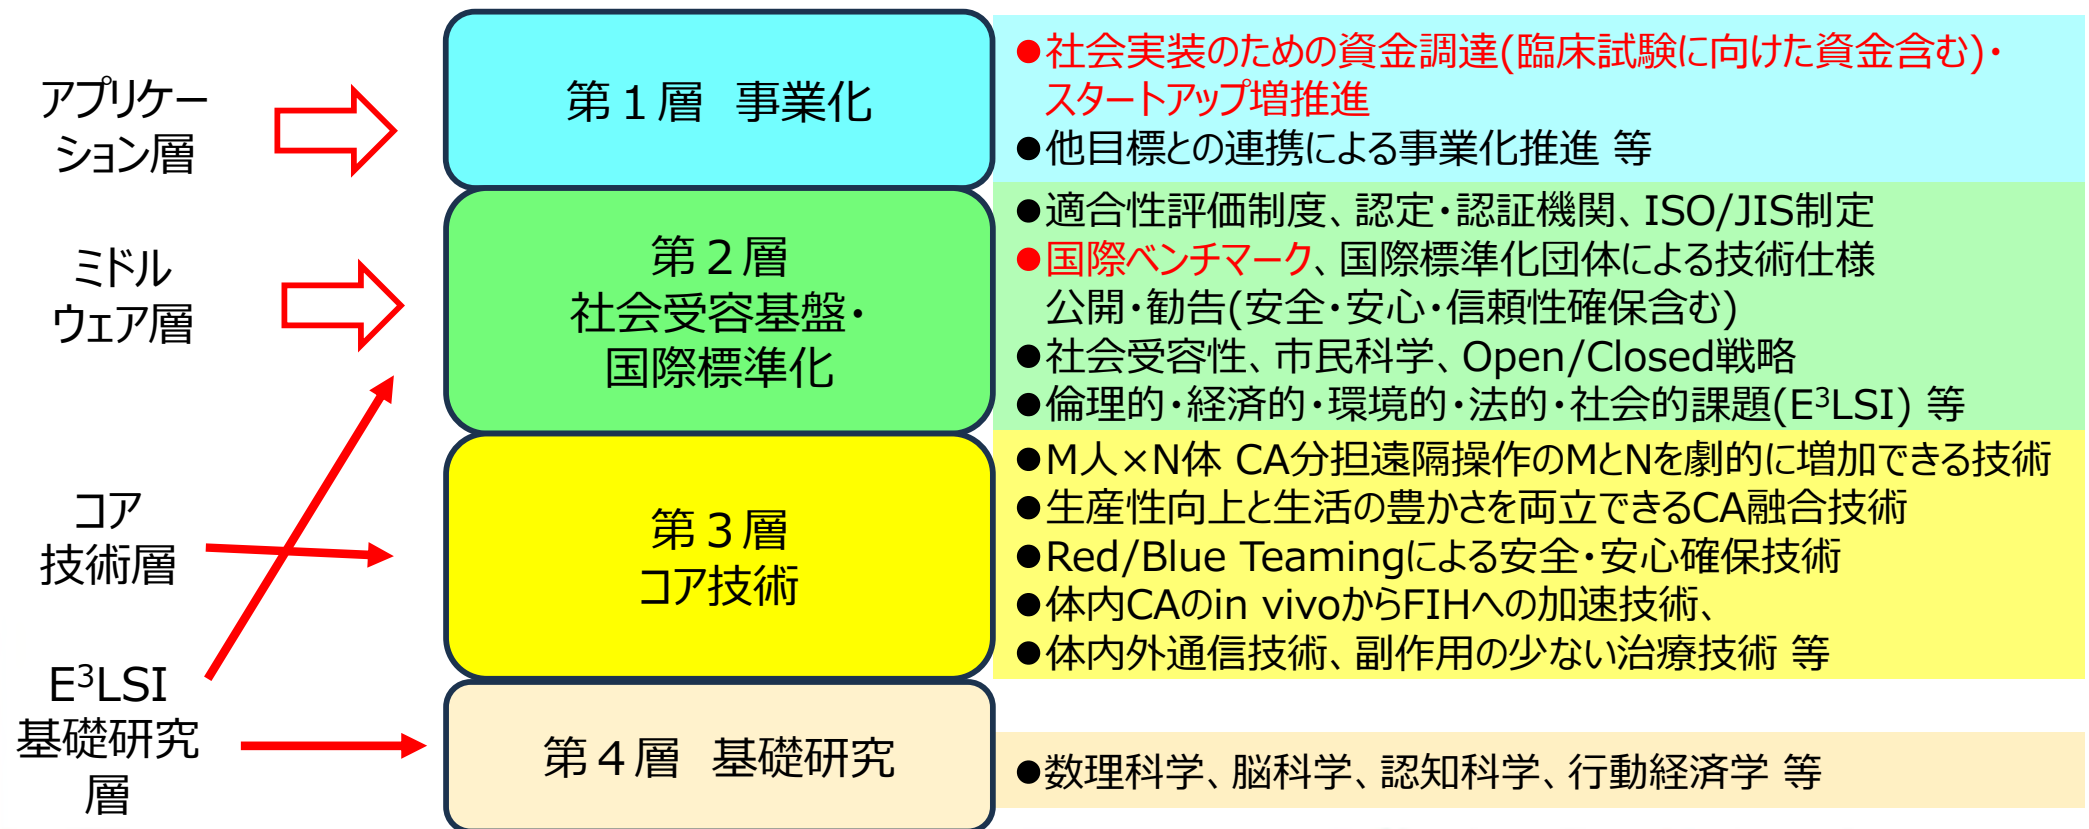 アプリケー
ション層
第１層 事業化
●社会実装のための資金調達(臨床試験に向けた資金含む)・
スタートアップ増推進
●他目標との連携による事業化推進 等
ミドル
ウェア層
第２層
社会受容基盤・
国際標準化
●適合性評価制度、認定・認証機関、ISO/JIS制定
●国際ベンチマーク、国際標準化団体による技術仕様
公開・勧告(安全・安心・信頼性確保含む)
●社会受容性、市民科学、Open/Closed戦略
●倫理的・経済的・環境的・法的・社会的課題(E³LSI) 等
コア
技術層
第３層
コア技術
●M人×N体 CA分担遠隔操作のMとNを劇的に増加できる技術
●生産性向上と生活の豊かさを両立できるCA融合技術
●Red/Blue Teamingによる安全・安心確保技術
●体内CAのin vivoからFIHへの加速技術、
●体内外通信技術、副作用の少ない治療技術 等
E³LSI
基礎研究
層
第４層 基礎研究
●数理科学、脳科学、認知科学、行動経済学 等